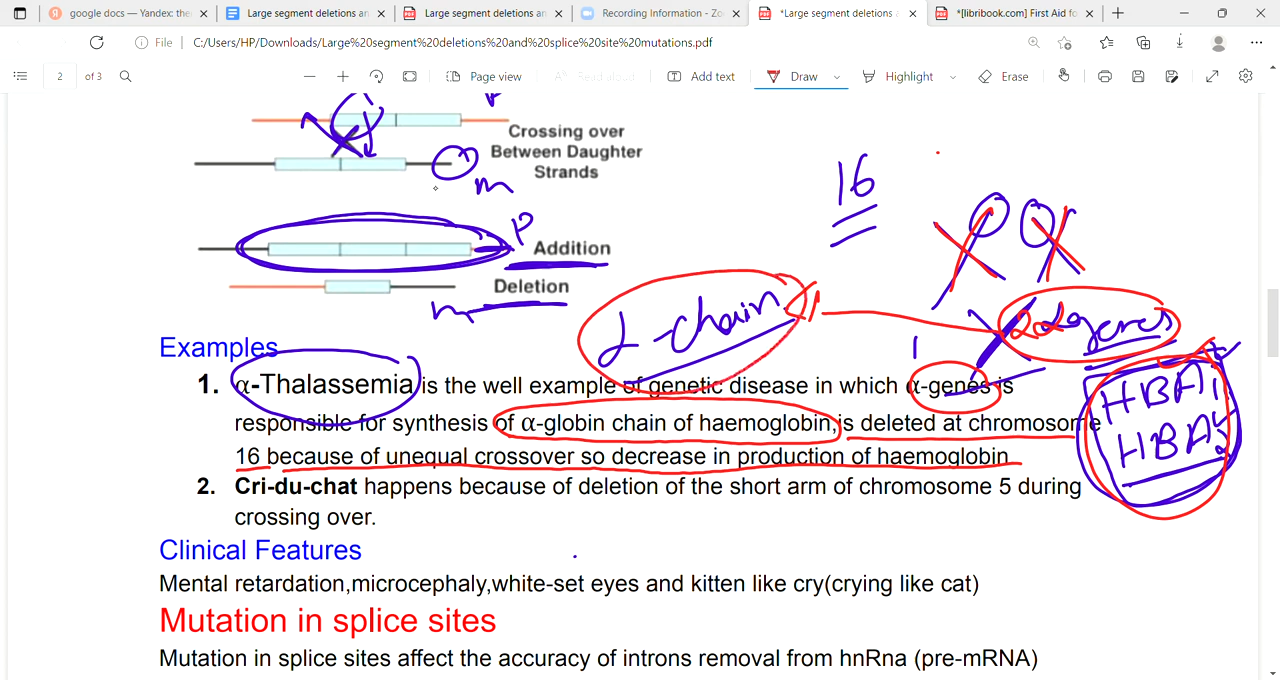 google docs — Yandex: the
Large segment deletions an
Large segment deletions an
Recording Information - Zo
*Large segment deletions a
*[libribook.com] First Aid fo
File
C:/Users/HP/Downloads/Large%20segment%20deletions%20and%20splice%20site%20mutations.pdf
2 of 3
Page view
Read aloud
Add text
Draw
Highlight
Erase
Crossing over
Between Daughter
Strands
m
16
P
Addition
m
Deletion
α-chain
genes
HBA1
HBA2
Examples
1. α-Thalassemia is the well example of genetic disease in which α-genes is
responsible for synthesis of α-globin chain of haemoglobin,is deleted at chromosome
16 because of unequal crossover so decrease in production of haemoglobin
2. Cri-du-chat happens because of deletion of the short arm of chromosome 5 during
crossing over.
Clinical Features
Mental retardation,microcephaly,white-set eyes and kitten like cry(crying like cat)
Mutation in splice sites
Mutation in splice sites affect the accuracy of introns removal from hnRna (pre-mRNA)